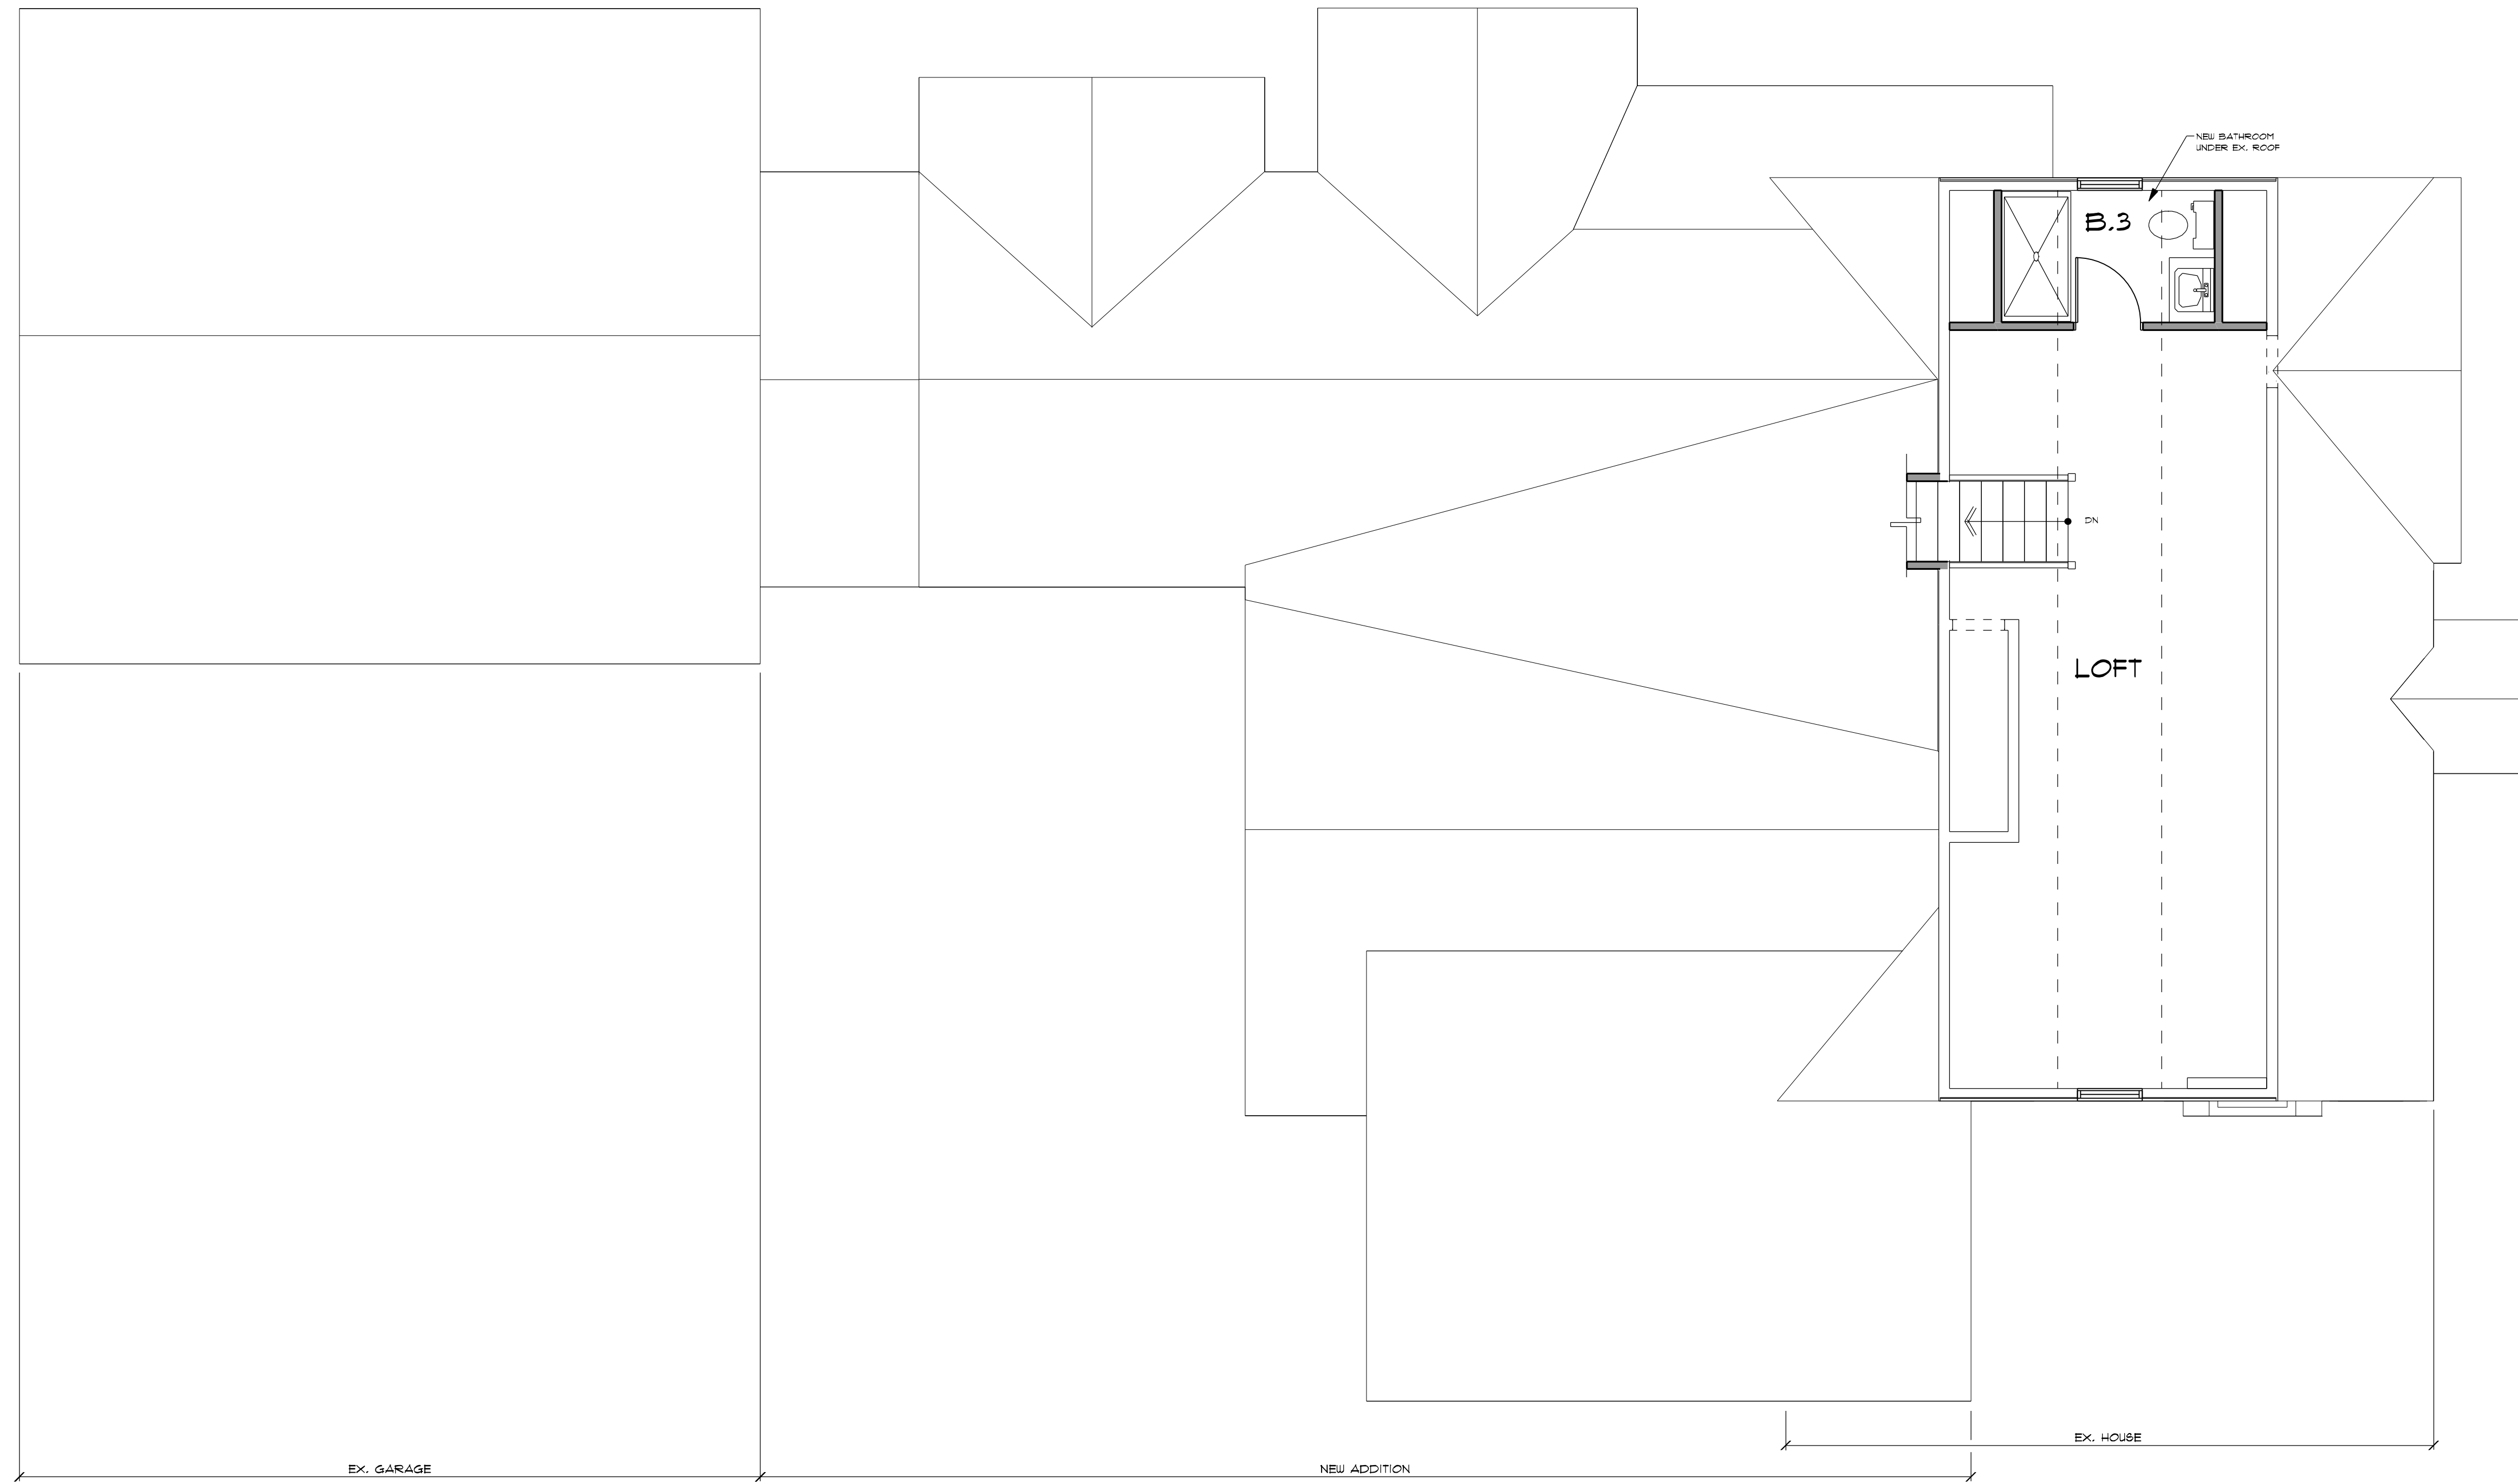 NEW BATHROOM
UNDER EX. ROOF
B.3
DN
LOFT
EX. HOUSE
EX. GARAGE
NEW ADDITION